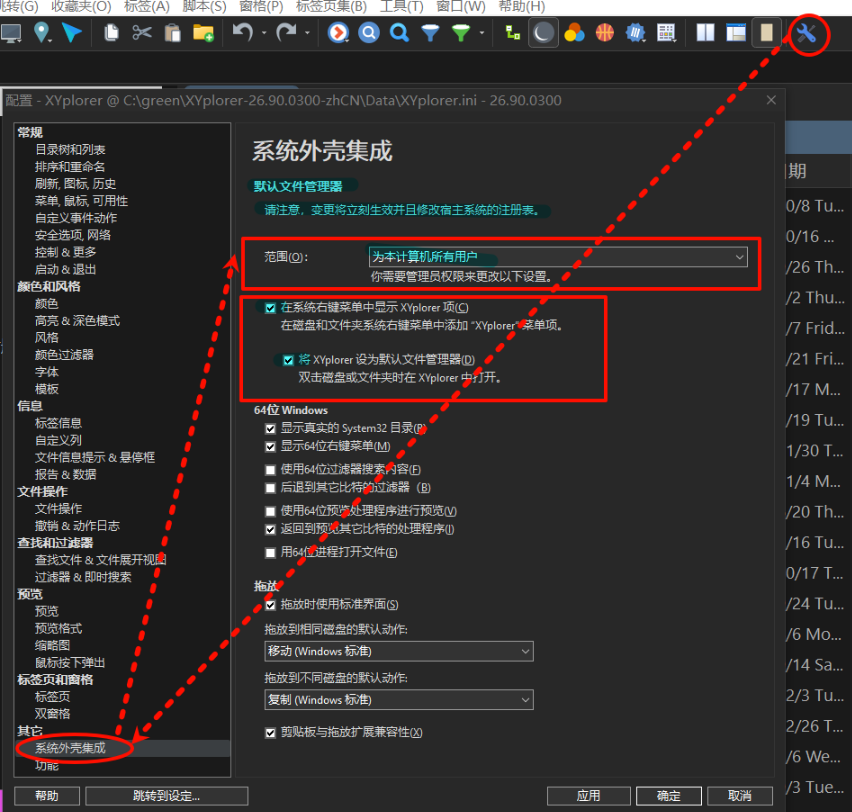 跳转(G) 收藏夹(O) 标签(A) 脚本(S) 窗格(P) 标签页集(B) 工具(T) 窗口(W) 帮助(H)
配置 - XYplorer @ C:\green\XYplorer-26.90.0300-zhCN\Data\XYplorer.ini - 26.90.0300
常规
目录树和列表
排序和重命名
刷新, 图标, 历史
菜单, 鼠标, 可用性
自定义事件动作
安全选项, 网络
控制 & 更多
启动 & 退出
颜色和风格
颜色
高亮 & 深色模式
风格
颜色过滤器
字体
模板
信息
标签信息
自定义列
文件信息提示 & 悬停框
报告 & 数据
文件操作
文件操作
撤销 & 动作日志
查找和过滤器
查找文件 & 文件展开视图
过滤器 & 即时搜索
预览
预览
预览格式
缩略图
鼠标按下弹出
标签页和窗格
标签页
双窗格
其它
系统外壳集成
功能
系统外壳集成
默认文件管理器
请注意，变更将立刻生效并且修改宿主系统的注册表。
范围(O):
为本计算机所有用户
你需要管理员权限来更改以下设置。
在系统右键菜单中显示 XYplorer 项(C)
在磁盘和文件夹系统右键菜单中添加 "XYplorer"菜单项。
将 XYplorer 设为默认文件管理器(D)
双击磁盘或文件夹时在 XYplorer 中打开。
64位 Windows
显示真实的 System32 目录(R)
显示64位右键菜单(M)
使用64位过滤器搜索内容(F)
后退到其它比特的过滤器（B)
使用64位预览处理程序进行预览(V)
返回到预览其它比特的处理程序(I)
用64位进程打开文件(E)
拖放
拖放时使用标准界面(S)
拖放到相同磁盘的默认动作:
移动 (Windows 标准)
拖放到不同磁盘的默认动作:
复制 (Windows 标准)
剪贴板与拖放扩展兼容性(X)
帮助
跳转到设定...
应用
确定
取消
期
0/8 Tu...
0/16 ...
/26 Th...
/2 Thu...
/7 Frid...
/21 Fri...
/17 M...
/19 Tu...
1/30 T...
1/4 M...
/20 Th...
/16 Tu...
0/17 T...
/24 Tu...
/6 Mo...
/14 Sa...
2/3 Tu...
2/26 T...
/6 We...
/3 Tue...